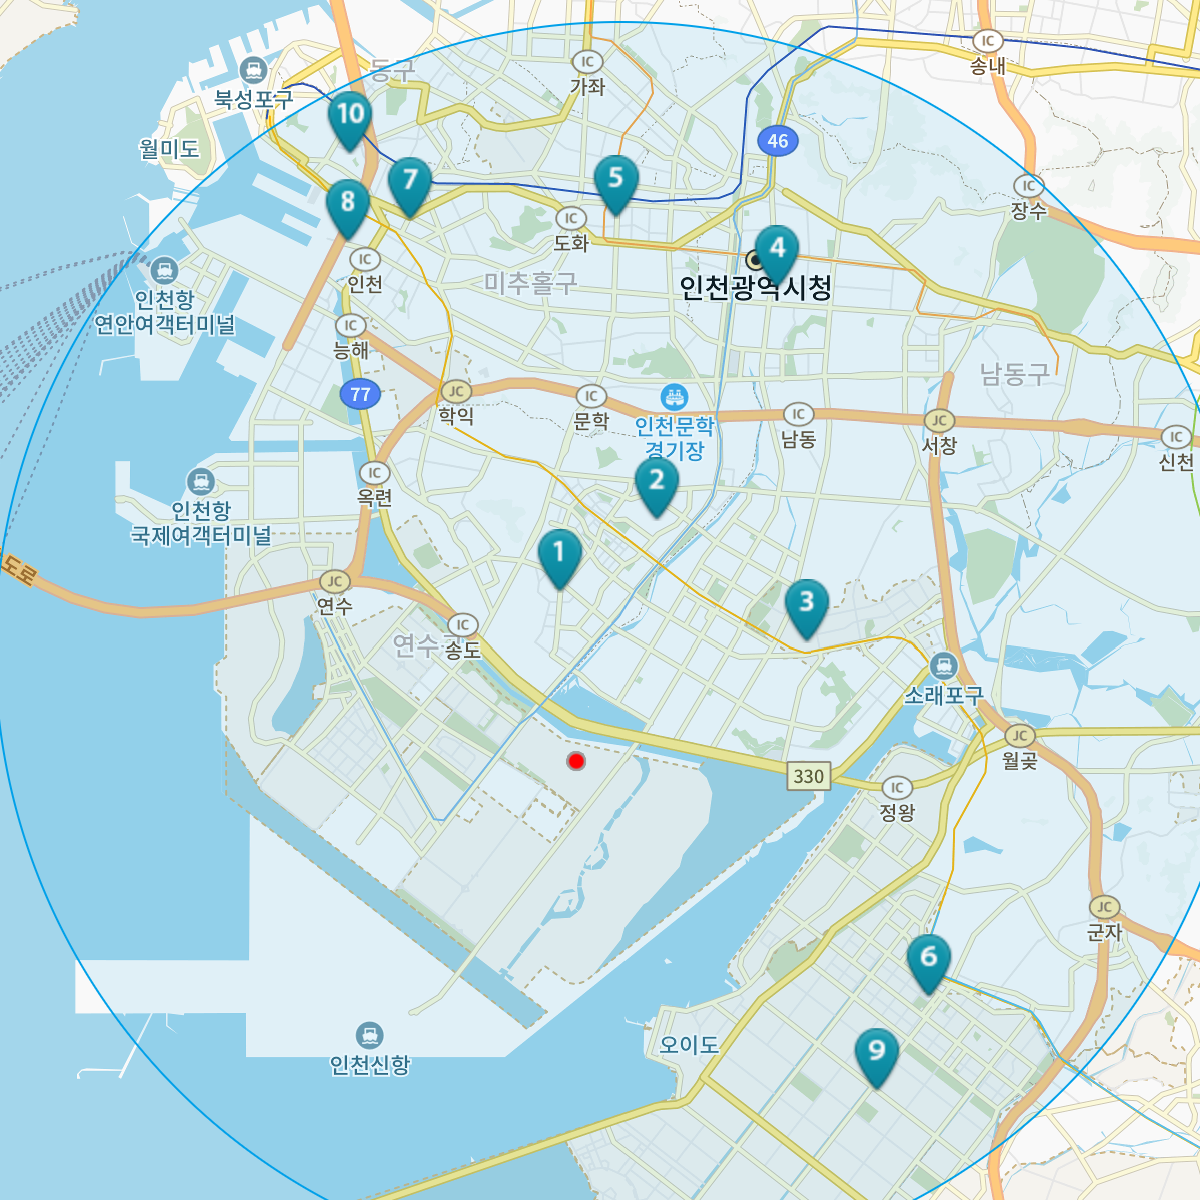 IC
송내
동구
IC
가좌
북성포구
10
46
월미도
5
7
IC
장수
8
IC
도화
4
IC
인천
미추홀구
인천광역시청
인천항
연안여객터미널
IC
능해
남동구
77
JC
학익
IC
문학
인천문학
경기장
IC
남동
JC
서창
IC
신천
2
IC
옥련
인천항
국제여객터미널
1
도로
JC
연수
3
연수구
IC
송도
소래포구
JC
월곶
330
IC
정왕
JC
군자
6
인천신항
오이도
9